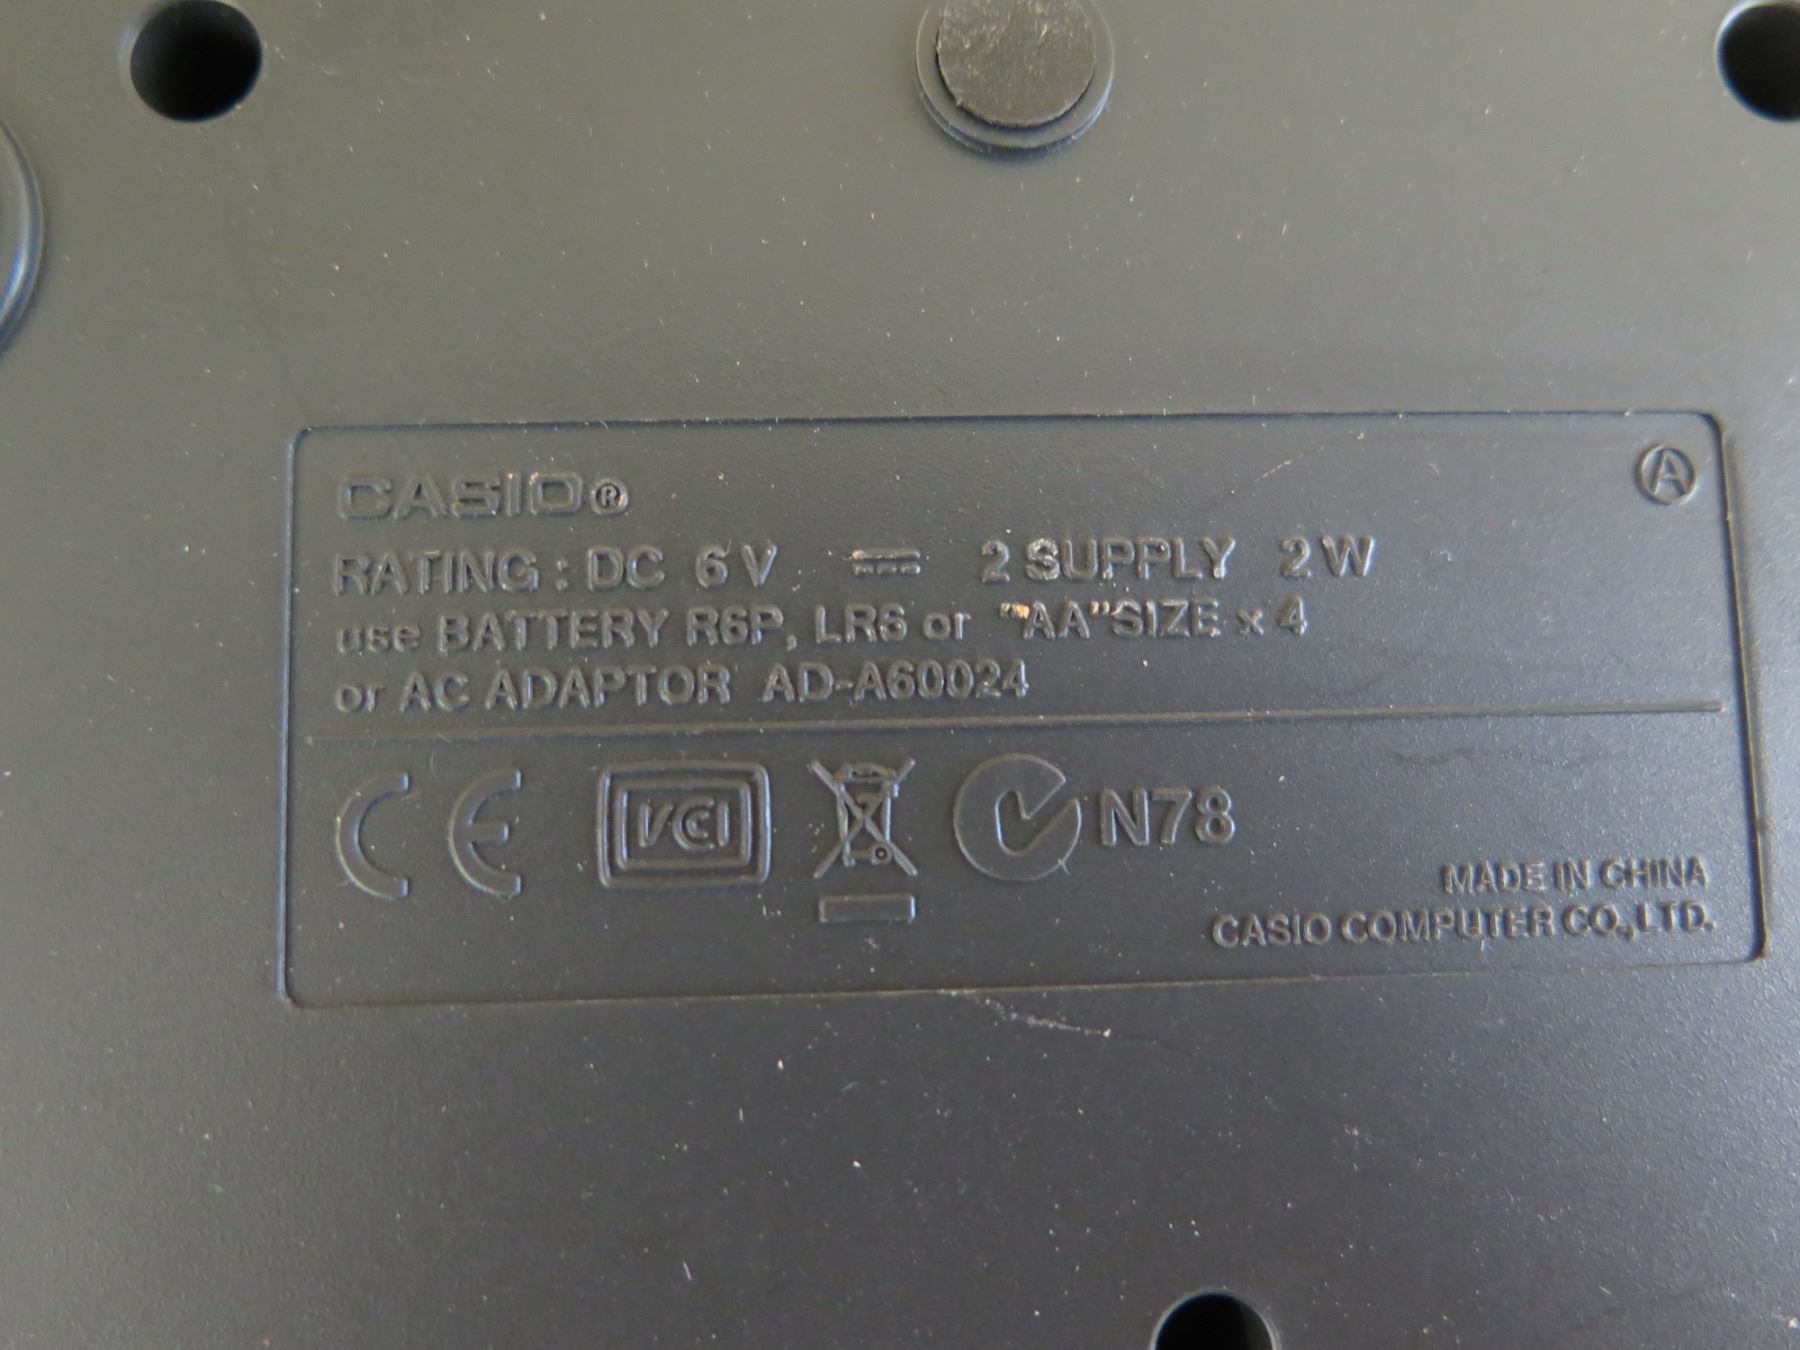 CASIO®
Ⓐ
RATING : DC 6V ⎓ 2 SUPPLY 2W
use BATTERY R6P, LR6 or "AA"SIZE x 4
or AC ADAPTOR AD-A60024
CE VCCI N78
MADE IN CHINA
CASIO COMPUTER CO.,LTD.